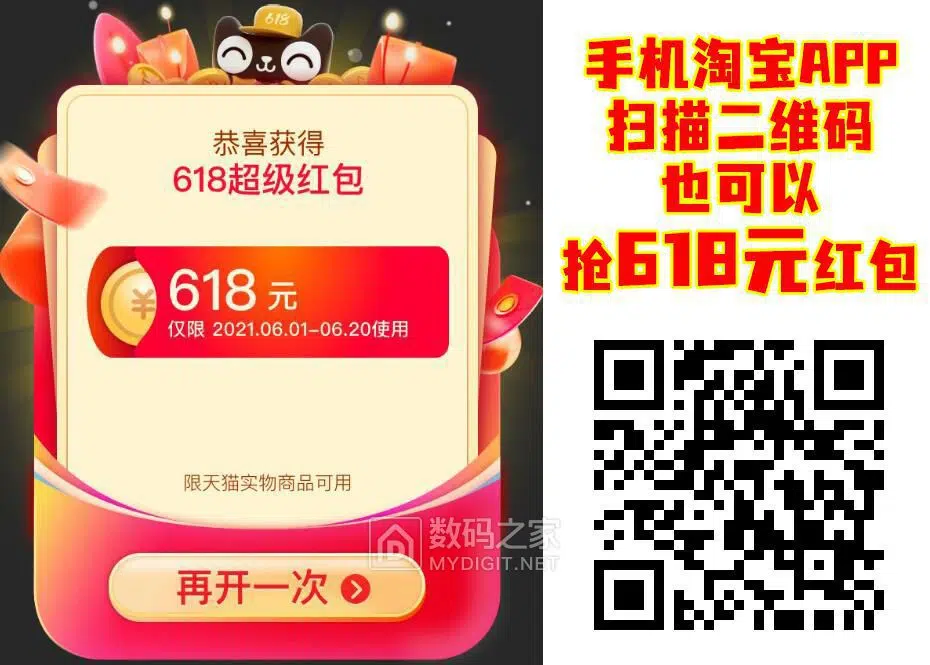 618
恭喜获得
618超级红包
¥
618 元
仅限 2021.06.01-06.20使用
限天猫实物商品可用
再开一次
数码之家
MYDIGIT.NET
手机淘宝APP
扫描二维码
也可以
抢618元红包